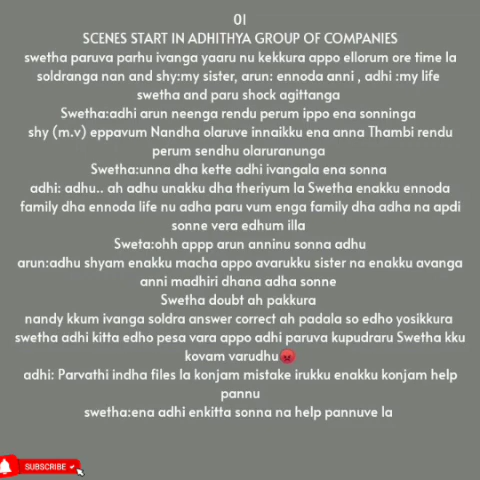 01
SCENES START IN ADHITHYA GROUP OF COMPANIES
swetha paruva parhu ivanga yaaru nu kekkura appo ellorum ore time la
soldranga nan and shy:my sister, arun: ennoda anni , adhi :my life
swetha and paru shock agittanga
Swetha:adhi arun neenga rendu perum ippo ena sonninga
shy (m.v) eppavum Nandha olaruve innaikku ena anna Thambi rendu
perum sendhu olaruranunga
Swetha:unna dha kette adhi ivangala ena sonna
adhi: adhu.. ah adhu unakku dha theriyum la Swetha enakku ennoda
family dha ennoda life nu adha paru vum enga family dha adha na apdi
sonne vera edhum illa
Sweta:ohh appp arun anninu sonna adhu
arun:adhu shyam enakku macha appo avarukku sister na enakku avanga
anni madhiri dhana adha sonne
Swetha doubt ah pakkura
nandy kkum ivanga soldra answer correct ah padala so edho yosikkura
swetha adhi kitta edho pesa vara appo adhi paruva kupudraru Swetha kku
kovam varudhu😡
adhi: Parvathi indha files la konjam mistake irukku enakku konjam help
pannu
swetha:ena adhi enkitta sonna na help pannuve la
SUBSCRIBE